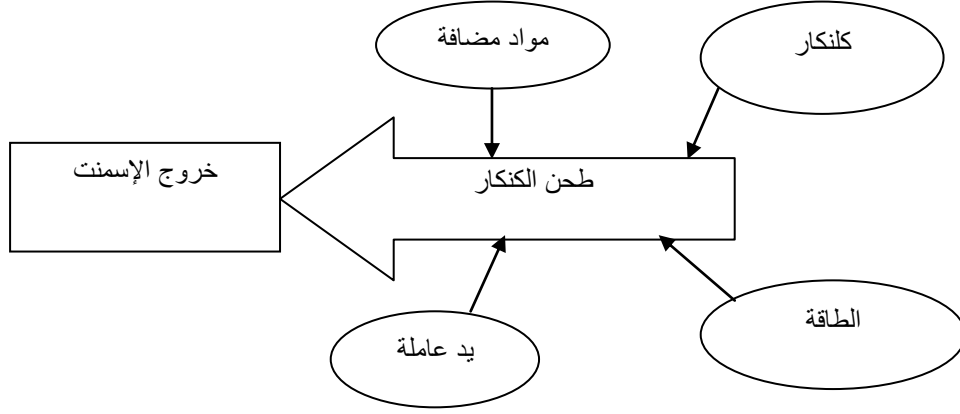 كلنكار
مواد مضافة
طحن الكنكار
خروج الإسمنت
الطاقة
يد عاملة